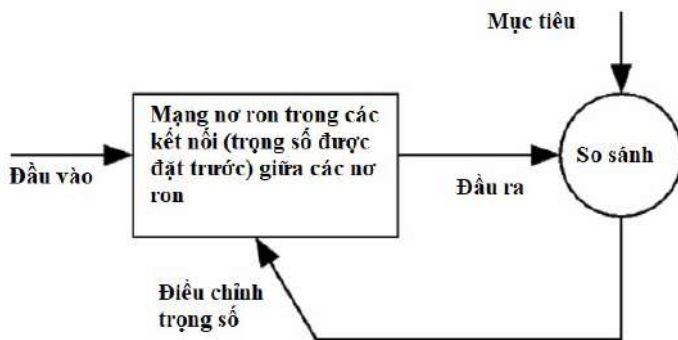 Mục tiêu
Mạng nơ ron trong các
kết nối (trọng số được
đặt trước) giữa các nơ
ron
So sánh
Đầu vào
Đầu ra
Điều chỉnh
trọng số